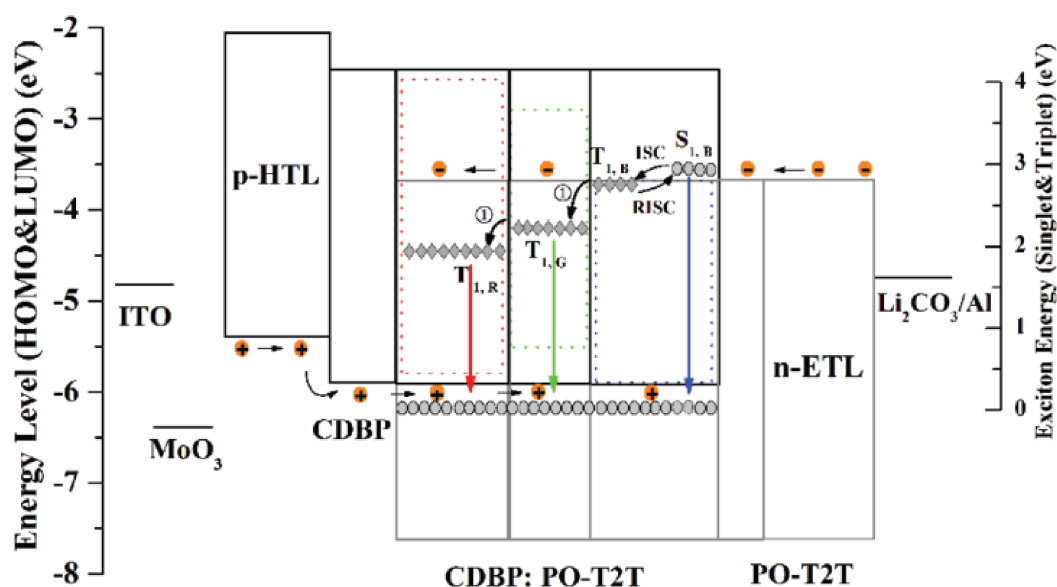 Energy Level (HOMO&LUMO) (eV)
-2
-3
-4
-5
-6
-7
-8
ITO
MoO₃
p-HTL
CDBP
T₁, R
T₁, G
T₁, B
S₁, B
ISC
RISC
①
①
CDBP: PO-T2T
PO-T2T
n-ETL
Li₂CO₃/Al
4
3
2
1
0
Exciton Energy (Singlet&Triplet) (eV)